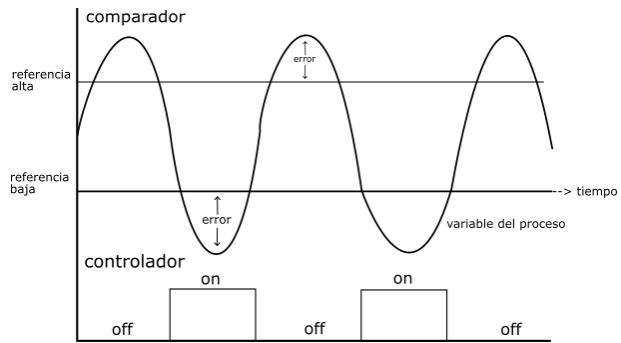 comparador
referencia
alta
error
referencia
baja
--> tiempo
error
variable del proceso
controlador
on
on
off
off
off